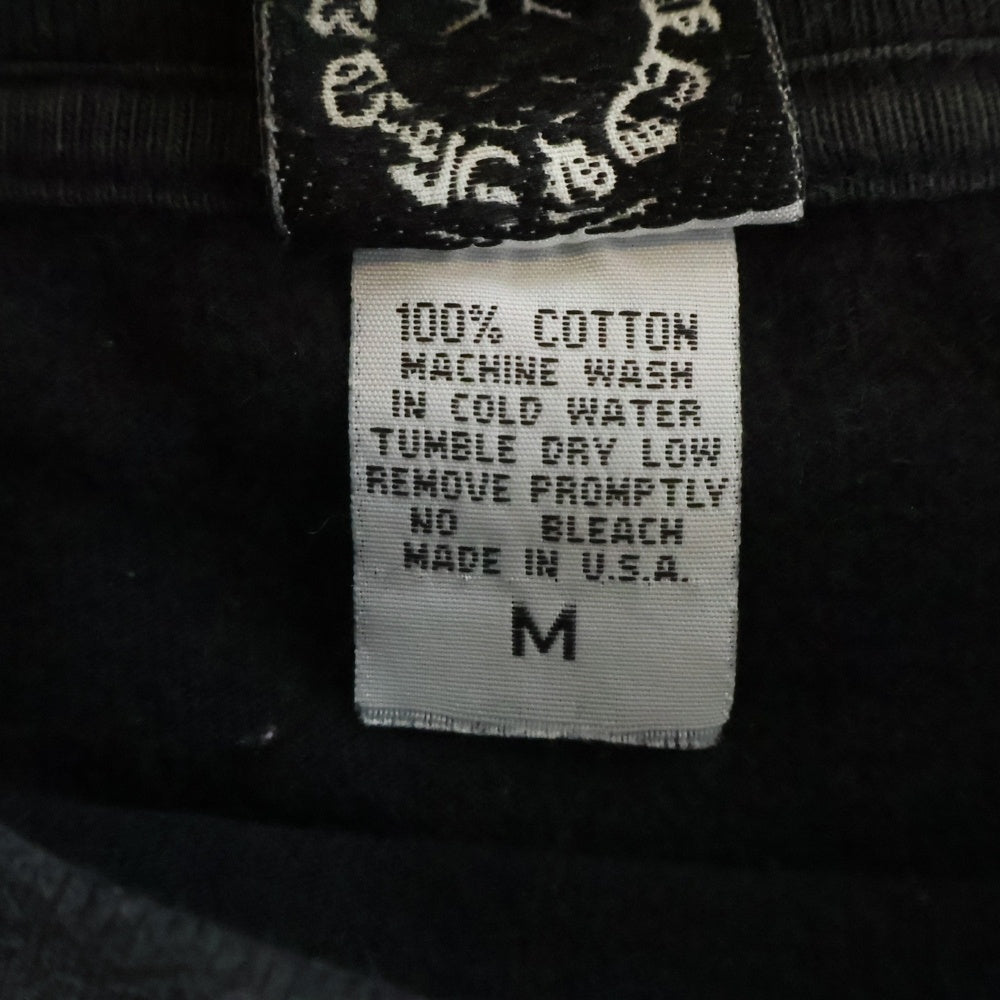 100% COTTON
MACHINE WASH
IN COLD WATER
TUMBLE DRY LOW
REMOVE PROMPTLY
NO BLEACH
MADE IN U.S.A.
M